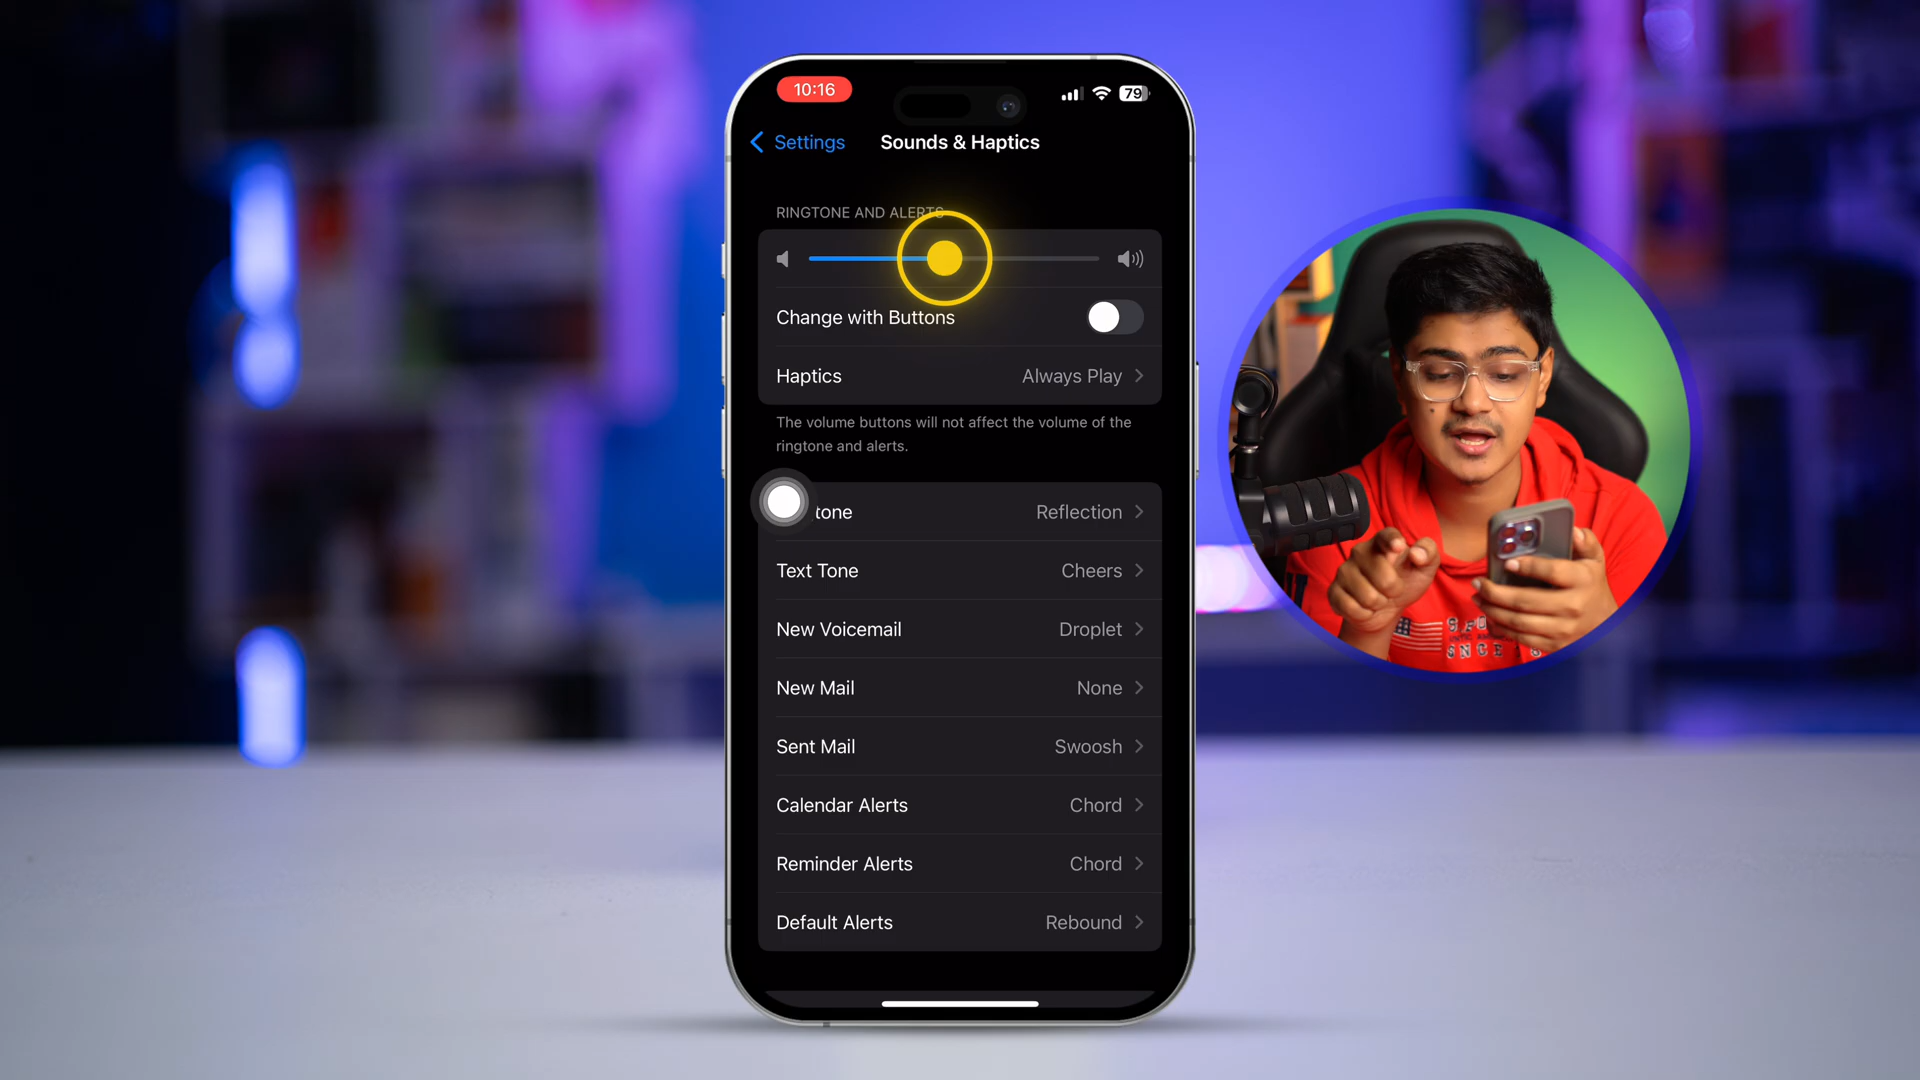 10:16
79
Settings
Sounds & Haptics
RINGTONE AND ALERTS
Change with Buttons
Haptics
Always Play
The volume buttons will not affect the volume of the
ringtone and alerts.
tone
Reflection
Text Tone
Cheers
New Voicemail
Droplet
New Mail
None
Sent Mail
Swoosh
Calendar Alerts
Chord
Reminder Alerts
Chord
Default Alerts
Rebound